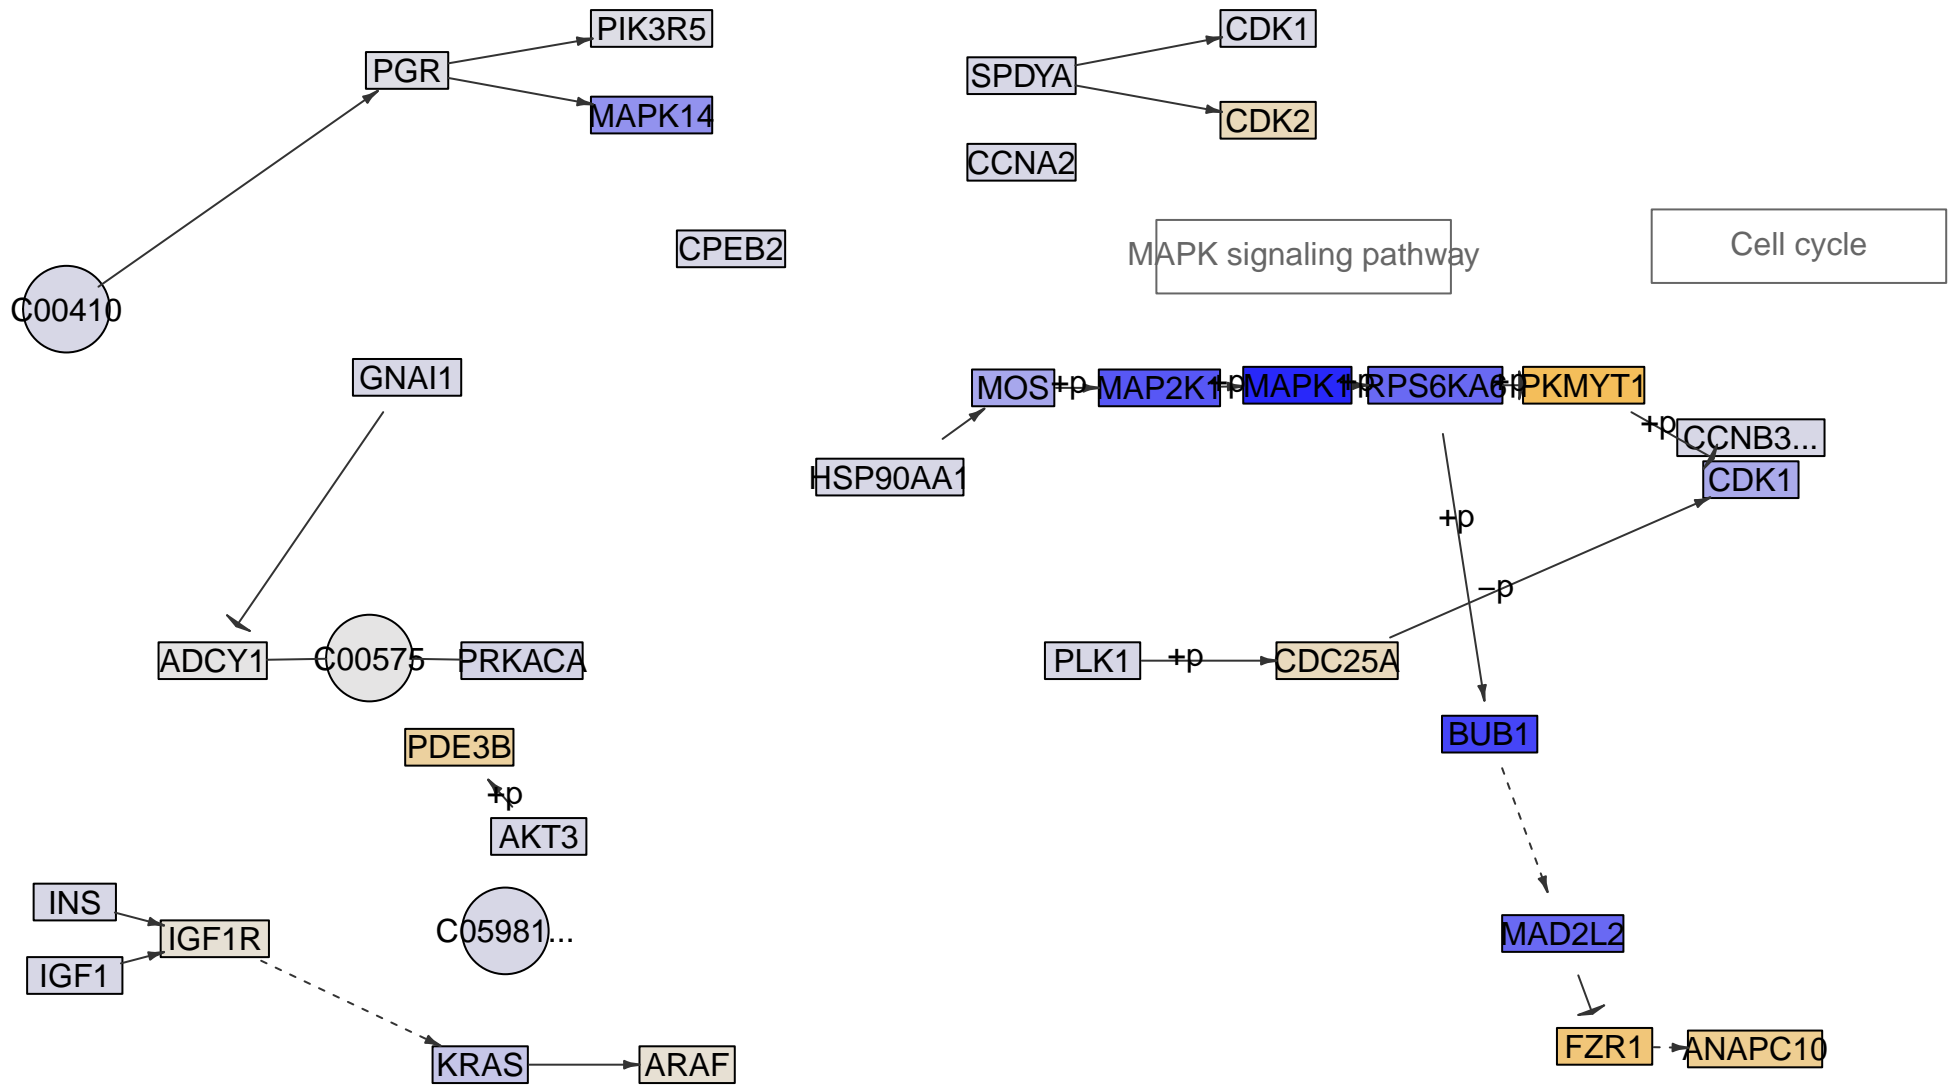 PIK3R5
CDK1
PGR
SPDYA
MAPK14
CDK2
CCNA2
CPEB2
MAPK signaling pathway
Cell cycle
C00410
GNAI1
MOS
+p
MAP2K1
+p
MAPK1
+p
RPS6KA6
+p
PKMYT1
+p
CCNB3...
HSP90AA1
CDK1
+p
−p
ADCY1
C00575
PRKACA
PLK1
+p
CDC25A
PDE3B
BUB1
+p
AKT3
INS
IGF1R
C05981...
MAD2L2
IGF1
FZR1
ANAPC10
KRAS
ARAF